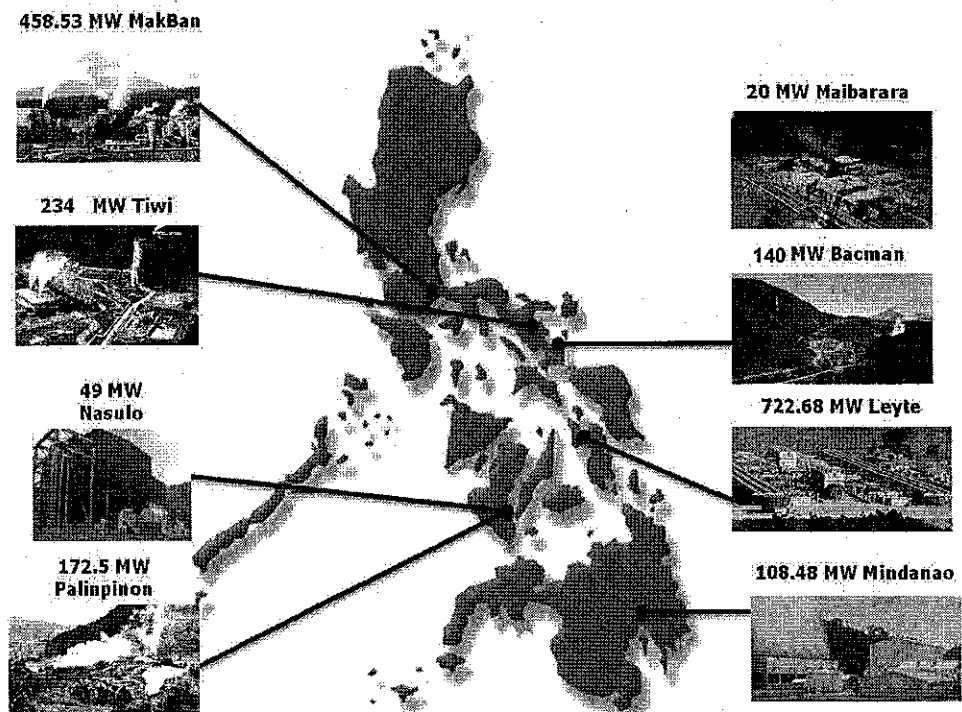 458.53 MW MakBan
20 MW Maibarara
234 MW Tiwi
140 MW Bacman
49 MW
Nasulo
722.68 MW Leyte
172.5 MW
Palinpinon
108.48 MW Mindanao